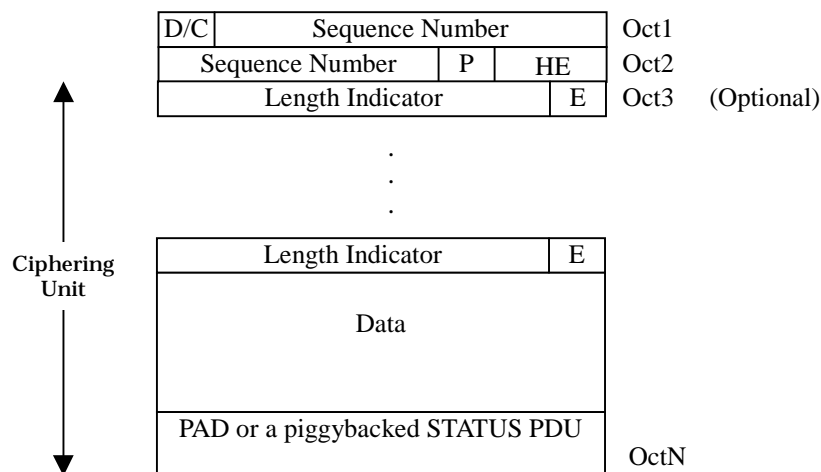 D/C Sequence Number Oct1
Sequence Number P HE Oct2
Length Indicator E Oct3 (Optional)
.
.
.
Length Indicator E
Ciphering
Unit
Data
PAD or a piggybacked STATUS PDU
OctN